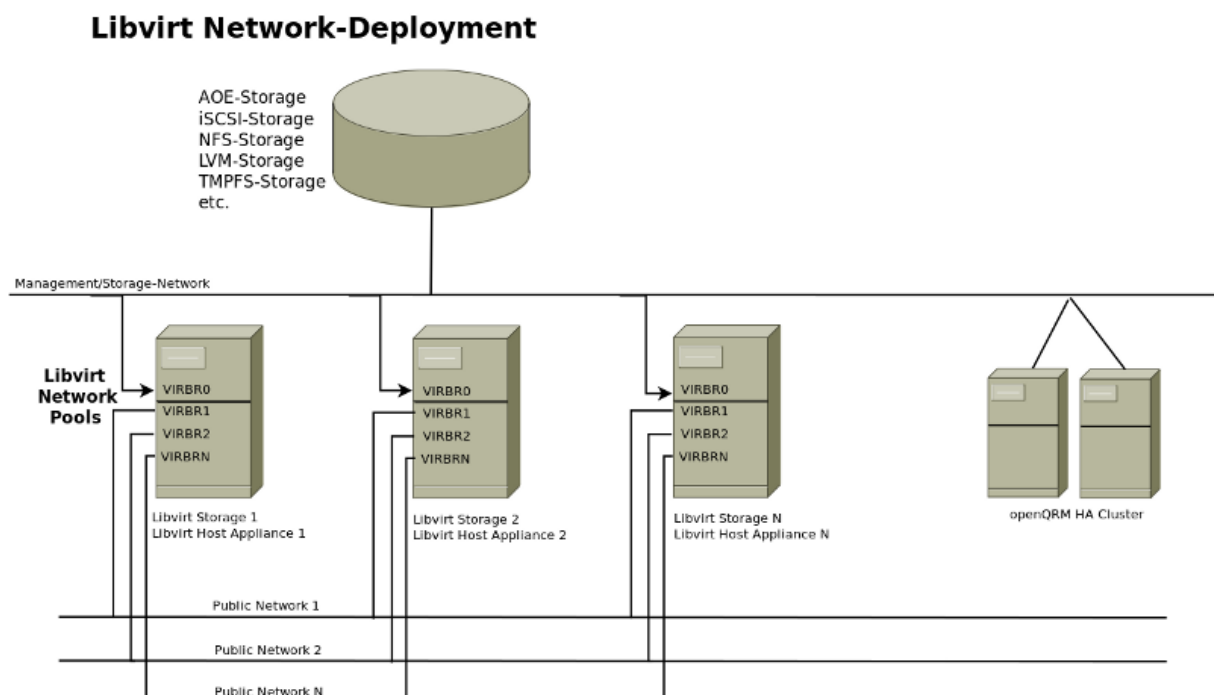 Libvirt Network-Deployment
AOE-Storage
iSCSI-Storage
NFS-Storage
LVM-Storage
TMPFS-Storage
etc.
Management/Storage-Network
Libvirt
Network
Pools
VIRBR0
VIRBR1
VIRBR2
VIRBRN
Libvirt Storage 1
Libvirt Host Appliance 1
VIRBR0
VIRBR1
VIRBR2
VIRBRN
Libvirt Storage 2
Libvirt Host Appliance 2
VIRBR0
VIRBR1
VIRBR2
VIRBRN
Libvirt Storage N
Libvirt Host Appliance N
openQRM HA Cluster
Public Network 1
Public Network 2
Public Network N